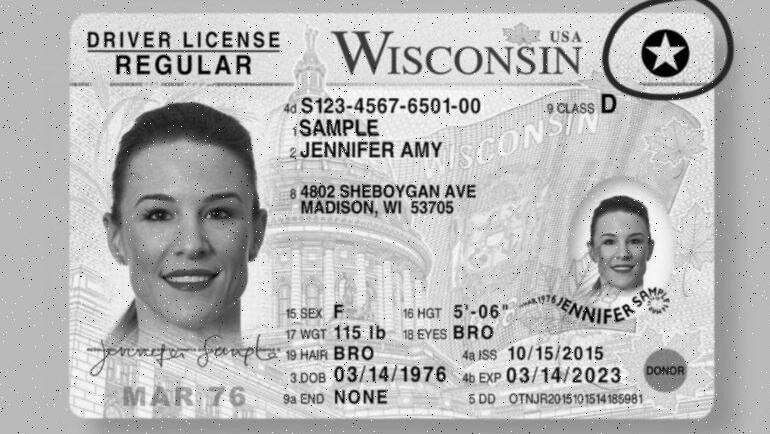 DRIVER LICENSE
REGULAR
WISCONSIN USA
4d S123-4567-6501-00
9 CLASS D
1 SAMPLE
2 JENNIFER AMY
8 4802 SHEBOYGAN AVE
MADISON, WI 53705
WISCONSIN
15 SEX F 16 HGT 5'-06"
17 WGT 115 lb 18 EYES BRO
19 HAIR BRO 4a ISS 10/15/2015
3 DOB 03/14/1976 4b EXP 03/14/2023
9a END NONE 5 DD OTNJR2015101514185981
JENNIFER SAMPLE
DONOR
Jennifer Sample
MAR 76